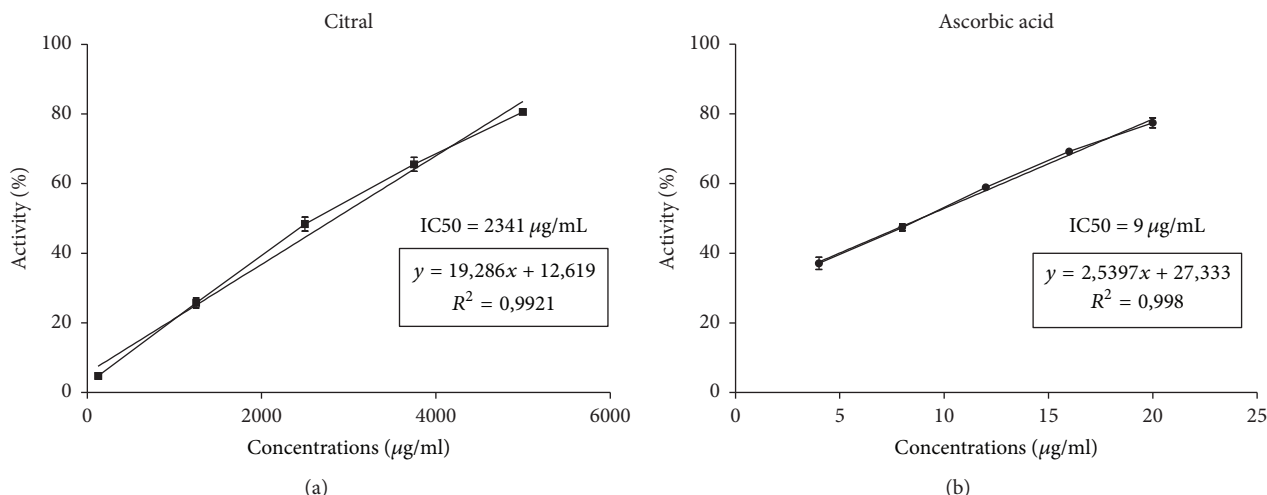 Citral
100
80
60
40
20
0
Activity (%)
IC50 = 2341 μg/mL
y = 19,286x + 12,619
R² = 0,9921
0 2000 4000 6000
Concentrations (μg/ml)
(a)
Ascorbic acid
100
80
60
40
20
0
Activity (%)
IC50 = 9 μg/mL
y = 2,5397x + 27,333
R² = 0,998
0 5 10 15 20 25
Concentrations (μg/ml)
(b)